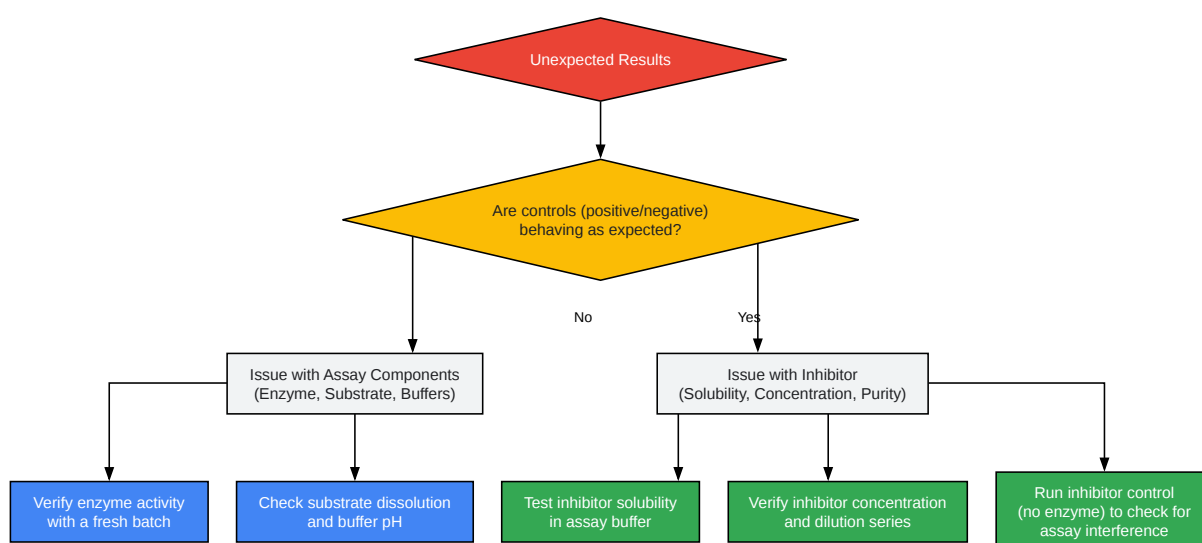 Unexpected Results
Are controls (positive/negative)
behaving as expected?
No
Yes
Issue with Assay Components
(Enzyme, Substrate, Buffers)
Issue with Inhibitor
(Solubility, Concentration, Purity)
Verify enzyme activity
with a fresh batch
Check substrate dissolution
and buffer pH
Test inhibitor solubility
in assay buffer
Verify inhibitor concentration
and dilution series
Run inhibitor control
(no enzyme) to check for
assay interference